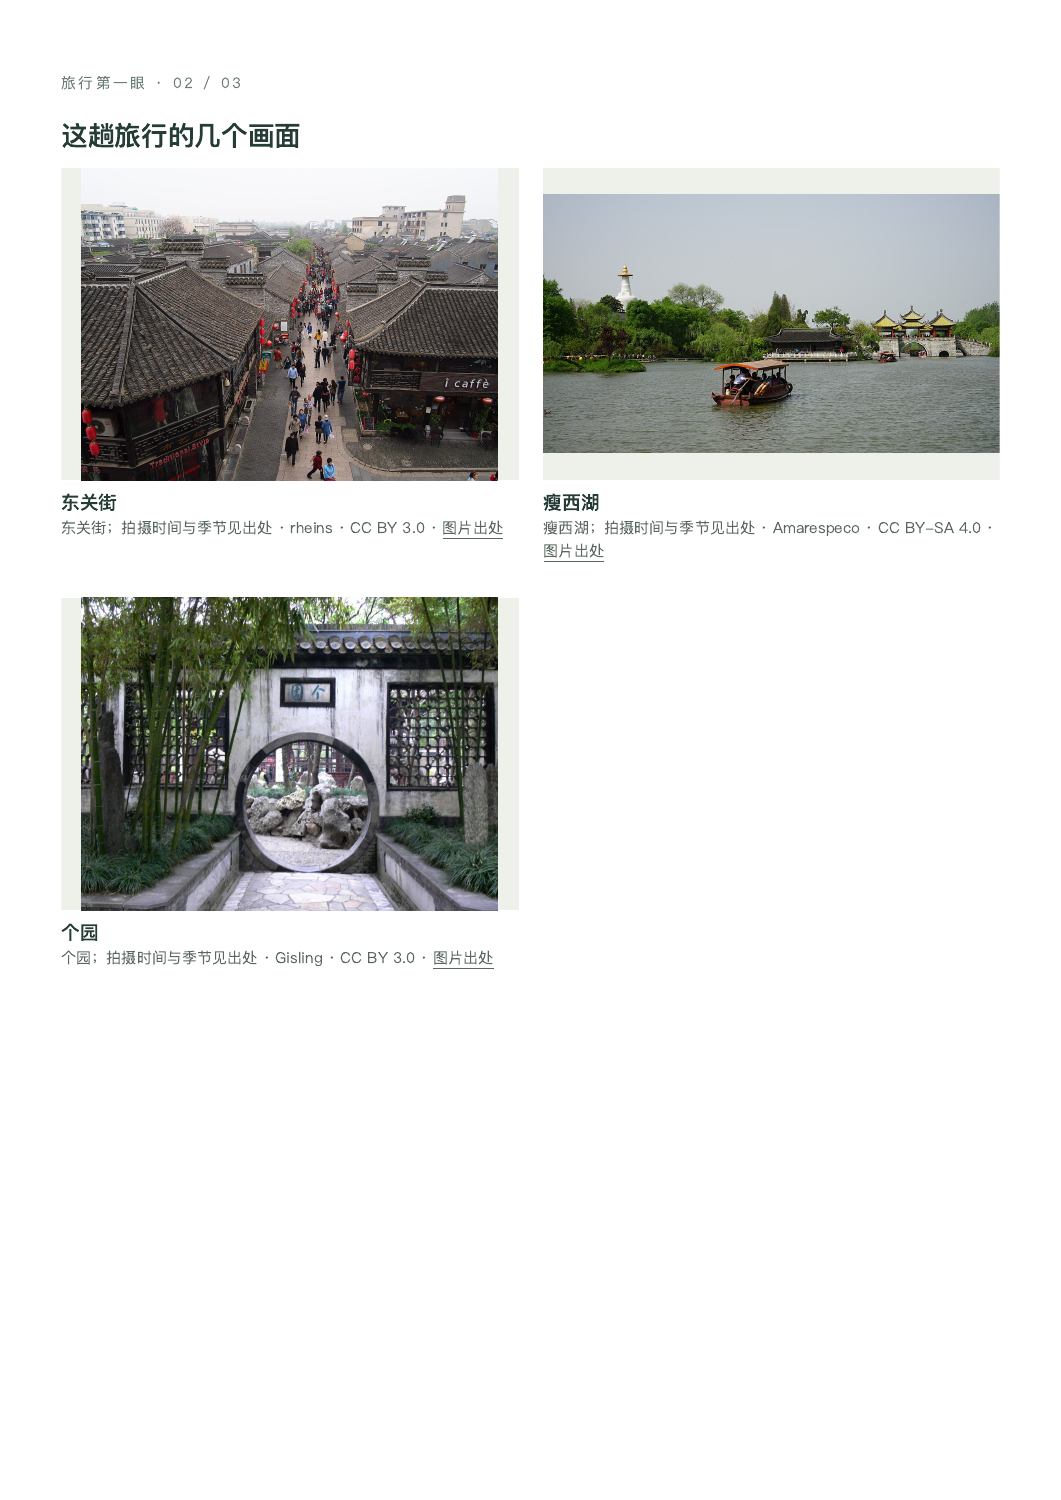 旅行第一眼 · 02 / 03
这趟旅行的几个画面
i caffè
Traditional Style
东关街
东关街；拍摄时间与季节见出处 · rheins · CC BY 3.0 · 图片出处
瘦西湖
瘦西湖；拍摄时间与季节见出处 · Amarespeco · CC BY-SA 4.0 ·
图片出处
个园
个园
个园；拍摄时间与季节见出处 · Gisling · CC BY 3.0 · 图片出处